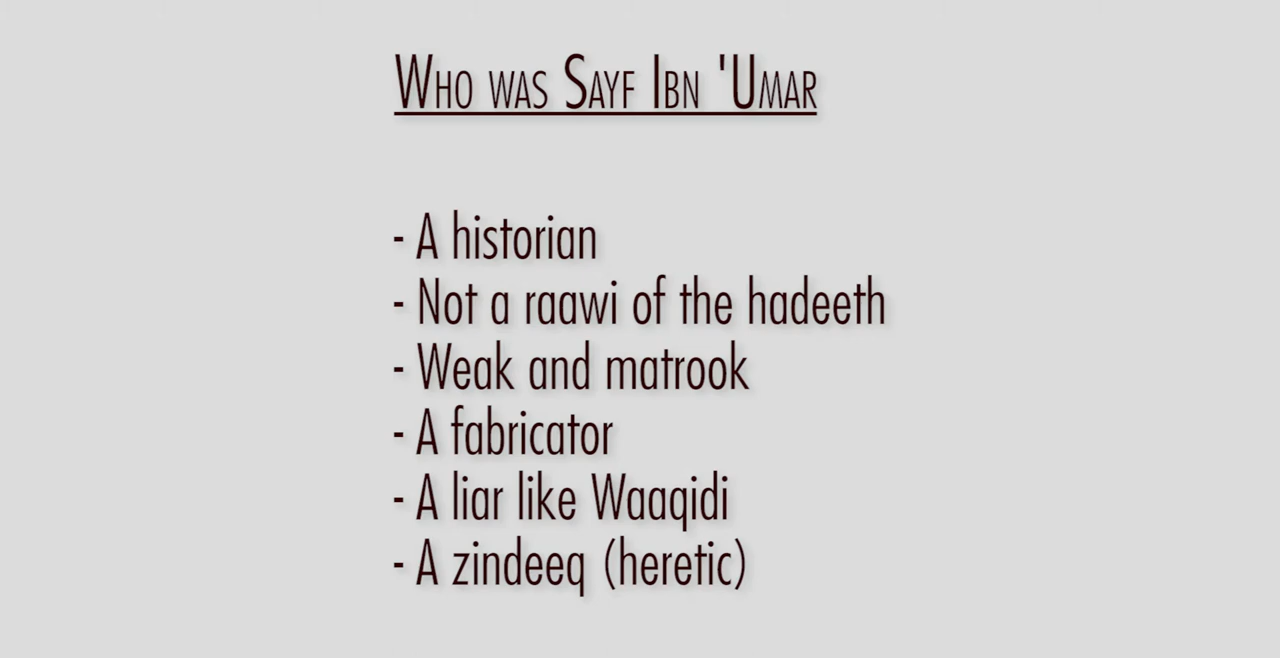 Who was Sayf Ibn 'Umar
- A historian
- Not a raawi of the hadeeth
- Weak and matrook
- A fabricator
- A liar like Waaqidi
- A zindeeq (heretic)